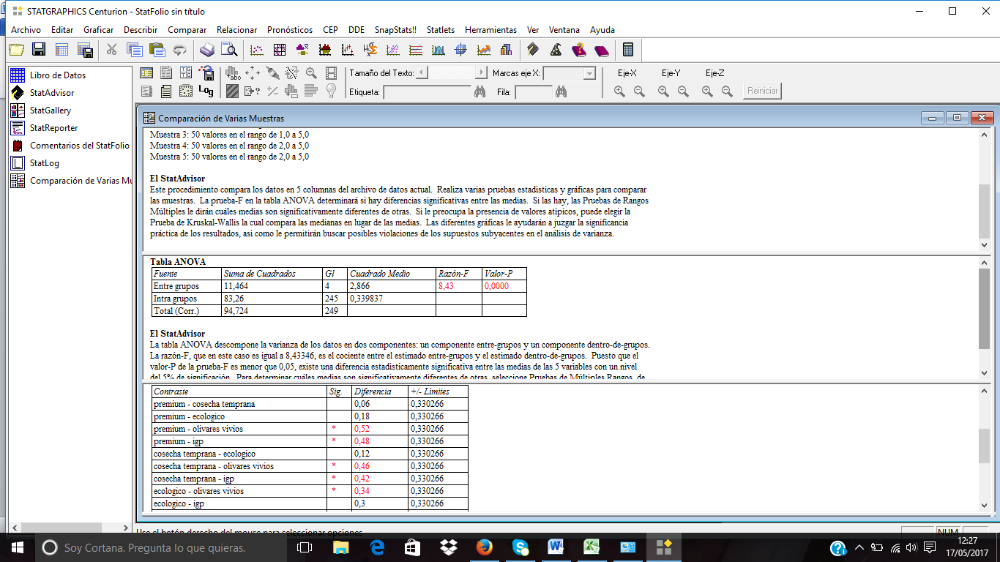 STATGRAPHICS Centurion - StatFolio sin título
Archivo Editar Graficar Describir Comparar Relacionar Pronósticos CEP DDE SnapStats!! Statlets Herramientas Ver Ventana Ayuda
Tamaño del Texto: Marcas eje X: Eje-X Eje-Y Eje-Z
Log Etiqueta: Fila: Reiniciar
Libro de Datos
StatAdvisor
StatGallery
StatReporter
Comentarios del StatFolio
StatLog
Comparación de Varias Mu
Comparación de Varias Muestras
Muestra 3: 50 valores en el rango de 1,0 a 5,0
Muestra 4: 50 valores en el rango de 2,0 a 5,0
Muestra 5: 50 valores en el rango de 2,0 a 5,0
El StatAdvisor
Este procedimiento compara los datos en 5 columnas del archivo de datos actual. Realiza varias pruebas estadísticas y gráficas para comparar
las muestras. La prueba-F en la tabla ANOVA determinará si hay diferencias significativas entre las medias. Si las hay, las Pruebas de Rangos
Múltiples le dirán cuáles medias son significativamente diferentes de otras. Si le preocupa la presencia de valores atípicos, puede elegir la
Prueba de Kruskal-Wallis la cual compara las medianas en lugar de las medias. Las diferentes gráficas le ayudarán a juzgar la significancia
práctica de los resultados, así como le permitirán buscar posibles violaciones de los supuestos subyacentes en el análisis de varianza.
Tabla ANOVA
Fuente Suma de Cuadrados Gl Cuadrado Medio Razón-F Valor-P
Entre grupos 11,464 4 2,866 8,43 0,0000
Intra grupos 83,26 245 0,339837
Total (Corr.) 94,724 249
El StatAdvisor
La tabla ANOVA descompone la varianza de los datos en dos componentes: un componente entre-grupos y un componente dentro-de-grupos.
La razón-F, que en este caso es igual a 8,43346, es el cociente entre el estimado entre-grupos y el estimado dentro-de-grupos. Puesto que el
valor-P de la prueba-F es menor que 0,05, existe una diferencia estadísticamente significativa entre las medias de las 5 variables con un nivel
del 5% de significación. Para determinar cuáles medias son significativamente diferentes de otras, seleccione Pruebas de Múltiples Rangos, de
Contraste Sig. Diferencia +/- Límites
premium - cosecha temprana 0,06 0,330266
premium - ecologico 0,18 0,330266
premium - olivares vivios * 0,52 0,330266
premium - igp * 0,48 0,330266
cosecha temprana - ecologico 0,12 0,330266
cosecha temprana - olivares vivios * 0,46 0,330266
cosecha temprana - igp * 0,42 0,330266
ecologico - olivares vivios * 0,34 0,330266
ecologico - igp 0,3 0,330266
Use el botón derecho del mouse para seleccionar opciones
NUM
Soy Cortana. Pregunta lo que quieras.
12:27
17/05/2017